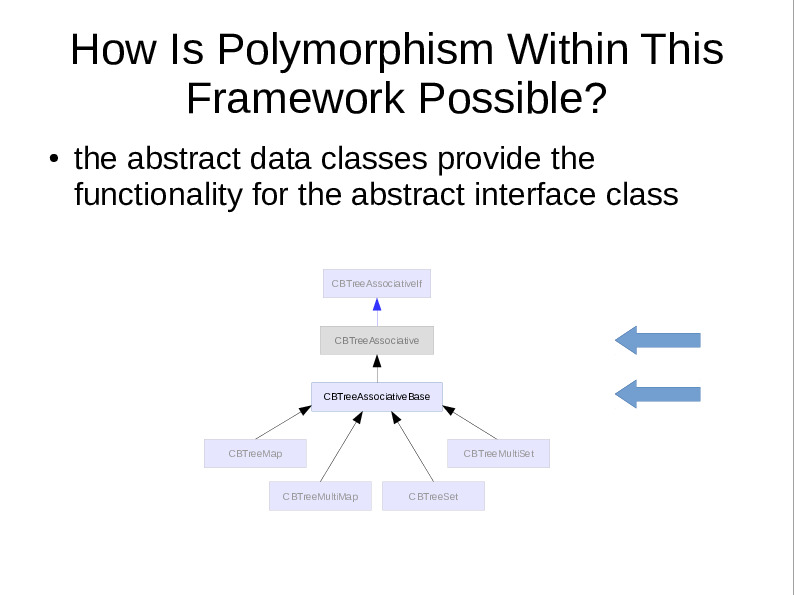 How Is Polymorphism Within This
Framework Possible?
• the abstract data classes provide the
functionality for the abstract interface class
CBTreeAssociativeIf
CBTreeAssociative
CBTreeAssociativeBase
CBTreeMap
CBTreeMultiSet
CBTreeMultiMap
CBTreeSet